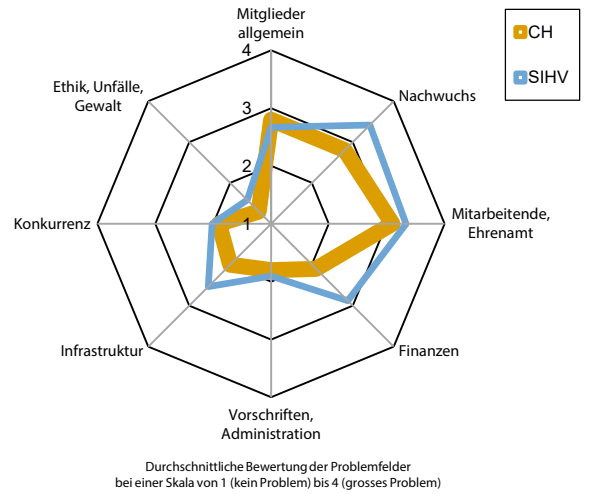 Mitglieder
allgemein
CH
SIHV
4
3
2
1
Nachwuchs
Mitarbeitende,
Ehrenamt
Finanzen
Vorschriften,
Administration
Infrastruktur
Konkurrenz
Ethik, Unfälle,
Gewalt
Durchschnittliche Bewertung der Problemfelder
bei einer Skala von 1 (kein Problem) bis 4 (grosses Problem)